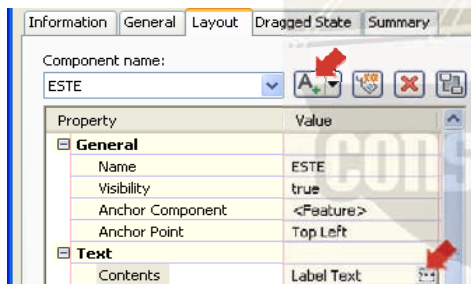 Information General Layout Dragged State Summary
Component name:
ESTE
Property Value
General
Name ESTE
Visibility true
Anchor Component <Feature>
Anchor Point Top Left
Text
Contents Label Text
CONS